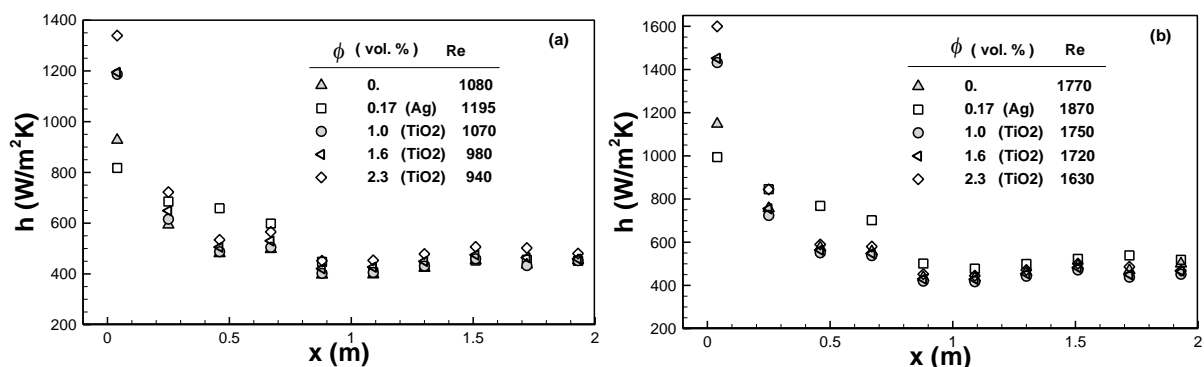 (a)
ϕ ( vol. % ) Re
0. 1080
0.17 (Ag) 1195
1.0 (TiO2) 1070
1.6 (TiO2) 980
2.3 (TiO2) 940
h (W/m²K)
1400
1200
1000
800
600
400
200
0 0.5 1 1.5 2
x (m)
(b)
ϕ ( vol. % ) Re
0. 1770
0.17 (Ag) 1870
1.0 (TiO2) 1750
1.6 (TiO2) 1720
2.3 (TiO2) 1630
h (W/m²K)
1600
1400
1200
1000
800
600
400
200
0 0.5 1 1.5 2
x (m)